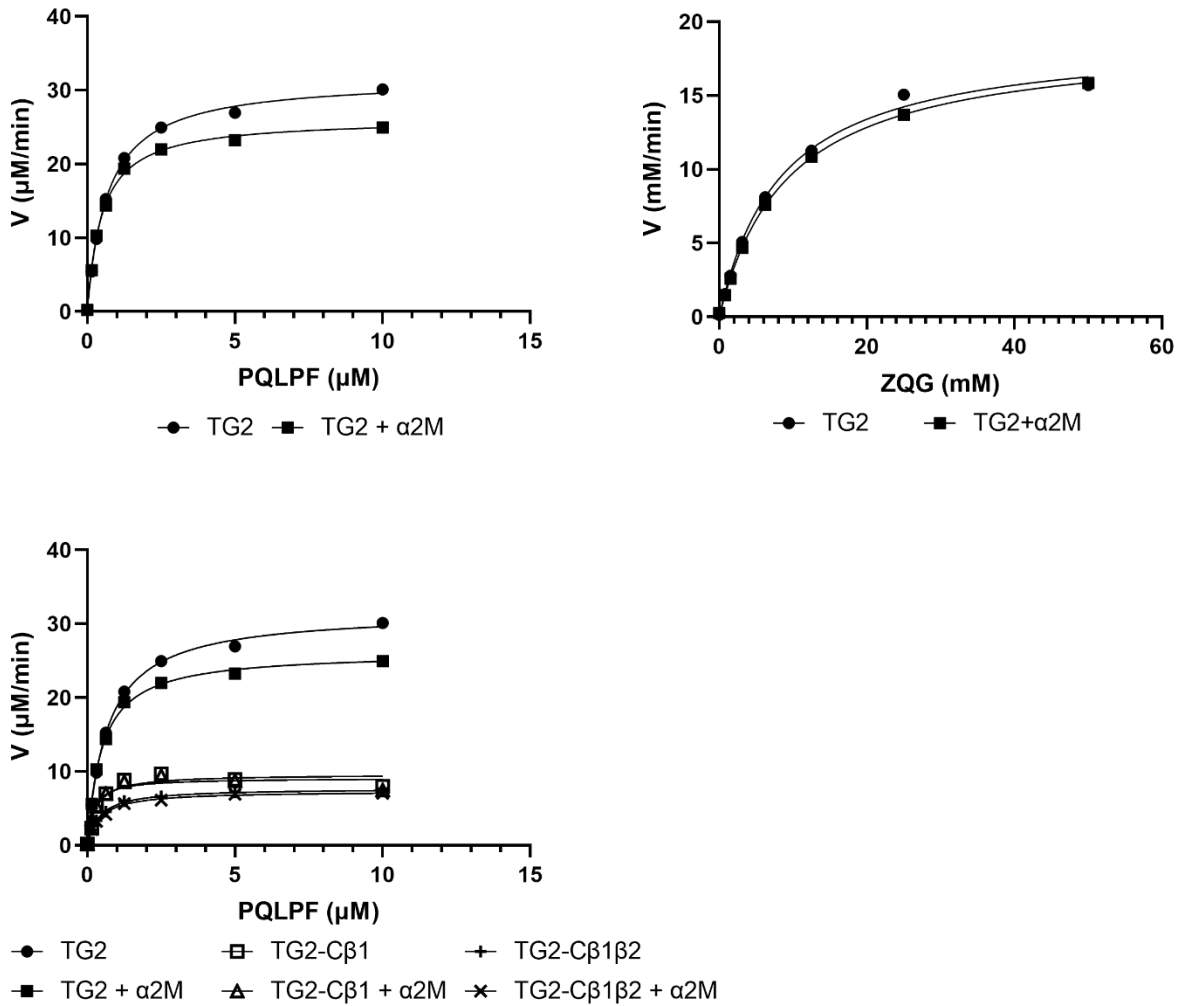 40
30
20
10
0
V (µM/min)
0 5 10 15
PQLPF (µM)
TG2 TG2 + α2M
20
15
10
5
0
V (mM/min)
0 20 40 60
ZQG (mM)
TG2 TG2+α2M
40
30
20
10
0
V (µM/min)
0 5 10 15
PQLPF (µM)
TG2 TG2-Cβ1 TG2-Cβ1β2
TG2 + α2M TG2-Cβ1 + α2M TG2-Cβ1β2 + α2M